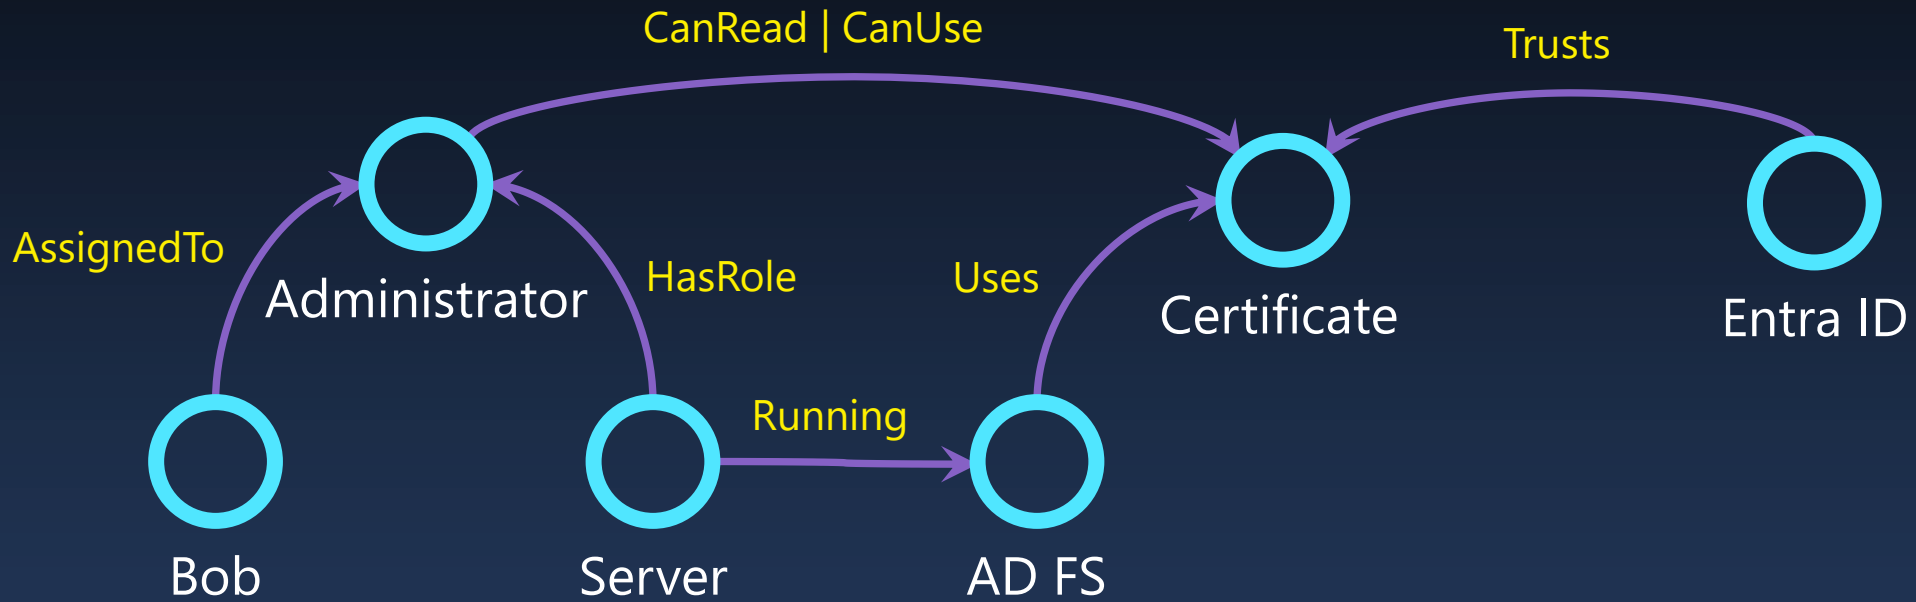 CanRead | CanUse
Trusts
AssignedTo
Administrator
HasRole
Uses
Certificate
Entra ID
Running
Bob
Server
AD FS